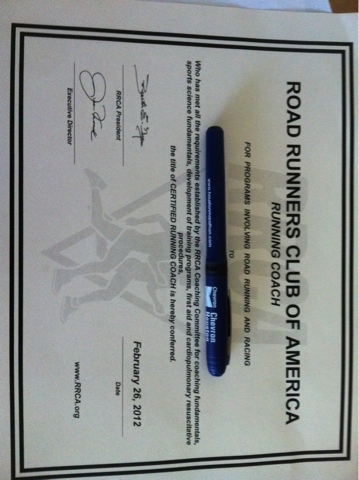 ROAD RUNNERS CLUB OF AMERICA
RUNNING COACH
FOR PROGRAMS INVOLVING ROAD RUNNING AND RACING
TO
Chevron
Chevron
Houston
Who has met all the requirements established by the RRCA Coaching Committee for coaching fundamentals,
sports science fundamentals, development of training programs, first aid and cardiopulmonary resuscitative
procedures,
the title of CERTIFIED RUNNING COACH is hereby conferred.
February 26, 2012
RRCA President
Date
Executive Director
www.RRCA.org